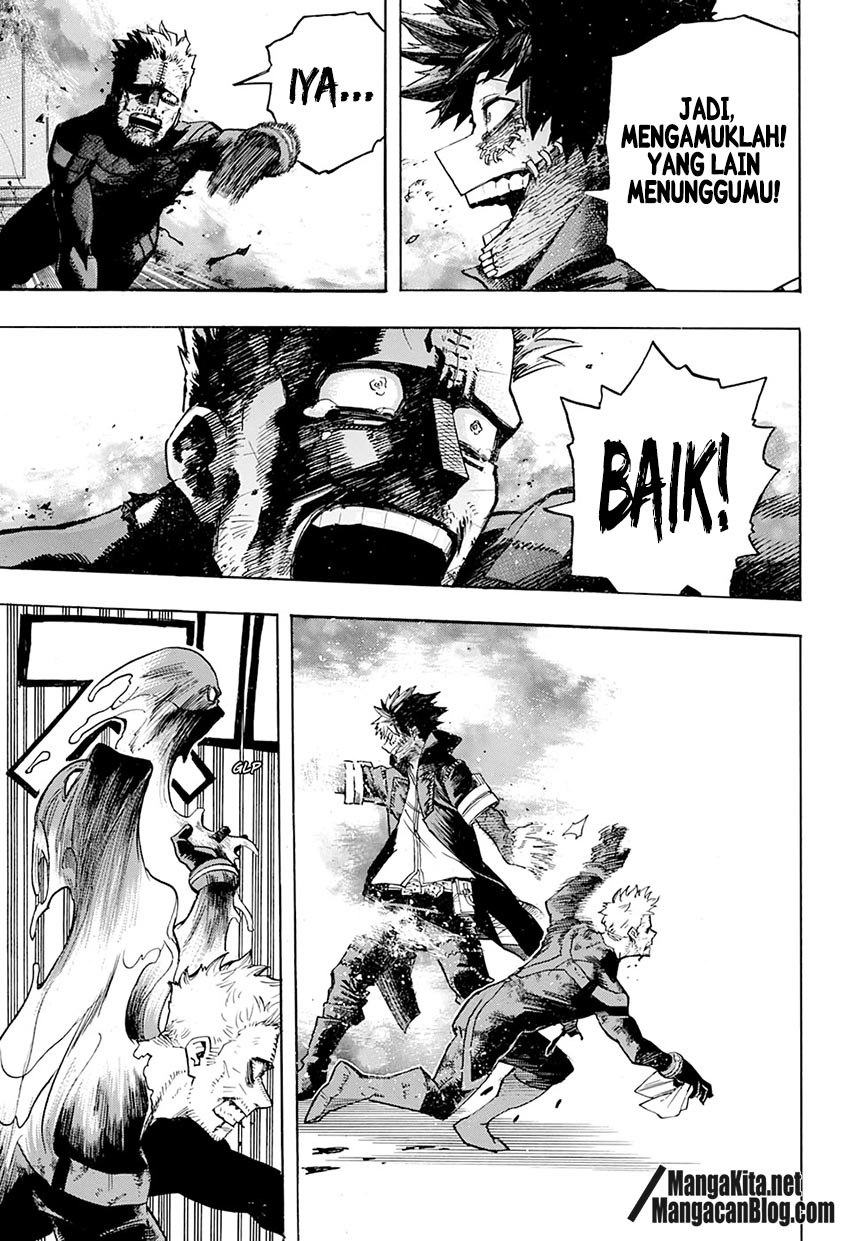 JADI,
MENGAMUKLAH!
YANG LAIN
MENUNGGUMU!
IYA...
BAIK!
GLP
MangaKita.net
MangacanBlog.com